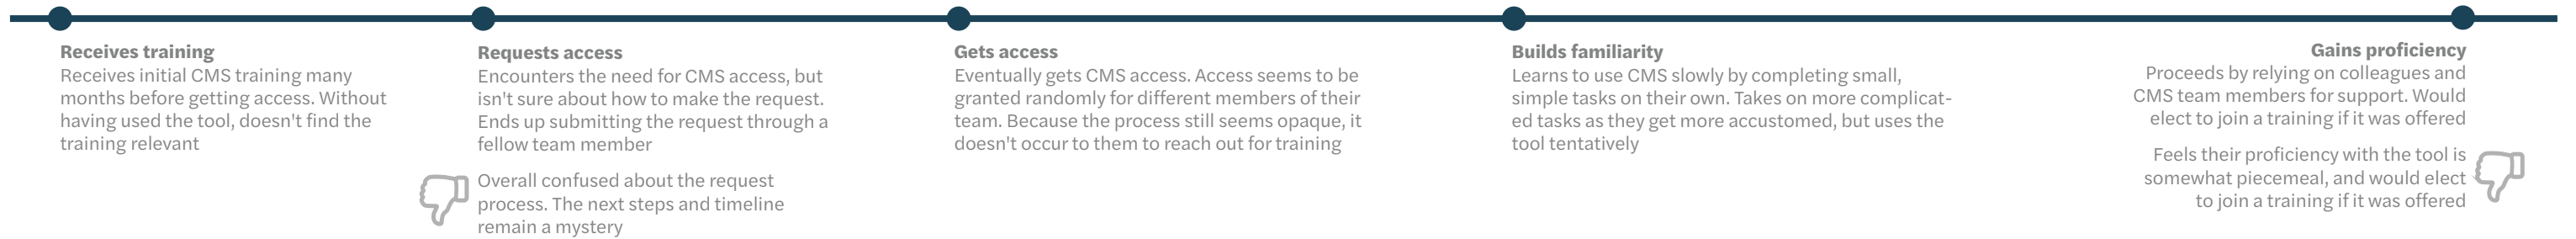 Receives training
Receives initial CMS training many
months before getting access. Without
having used the tool, doesn't find the
training relevant
Requests access
Encounters the need for CMS access, but
isn't sure about how to make the request.
Ends up submitting the request through a
fellow team member
Overall confused about the request
process. The next steps and timeline
remain a mystery
Gets access
Eventually gets CMS access. Access seems to be
granted randomly for different members of their
team. Because the process still seems opaque, it
doesn't occur to them to reach out for training
Builds familiarity
Learns to use CMS slowly by completing small,
simple tasks on their own. Takes on more complicat-
ed tasks as they get more accustomed, but uses the
tool tentatively
Gains proficiency
Proceeds by relying on colleagues and
CMS team members for support. Would
elect to join a training if it was offered
Feels their proficiency with the tool is
somewhat piecemeal, and would elect
to join a training if it was offered